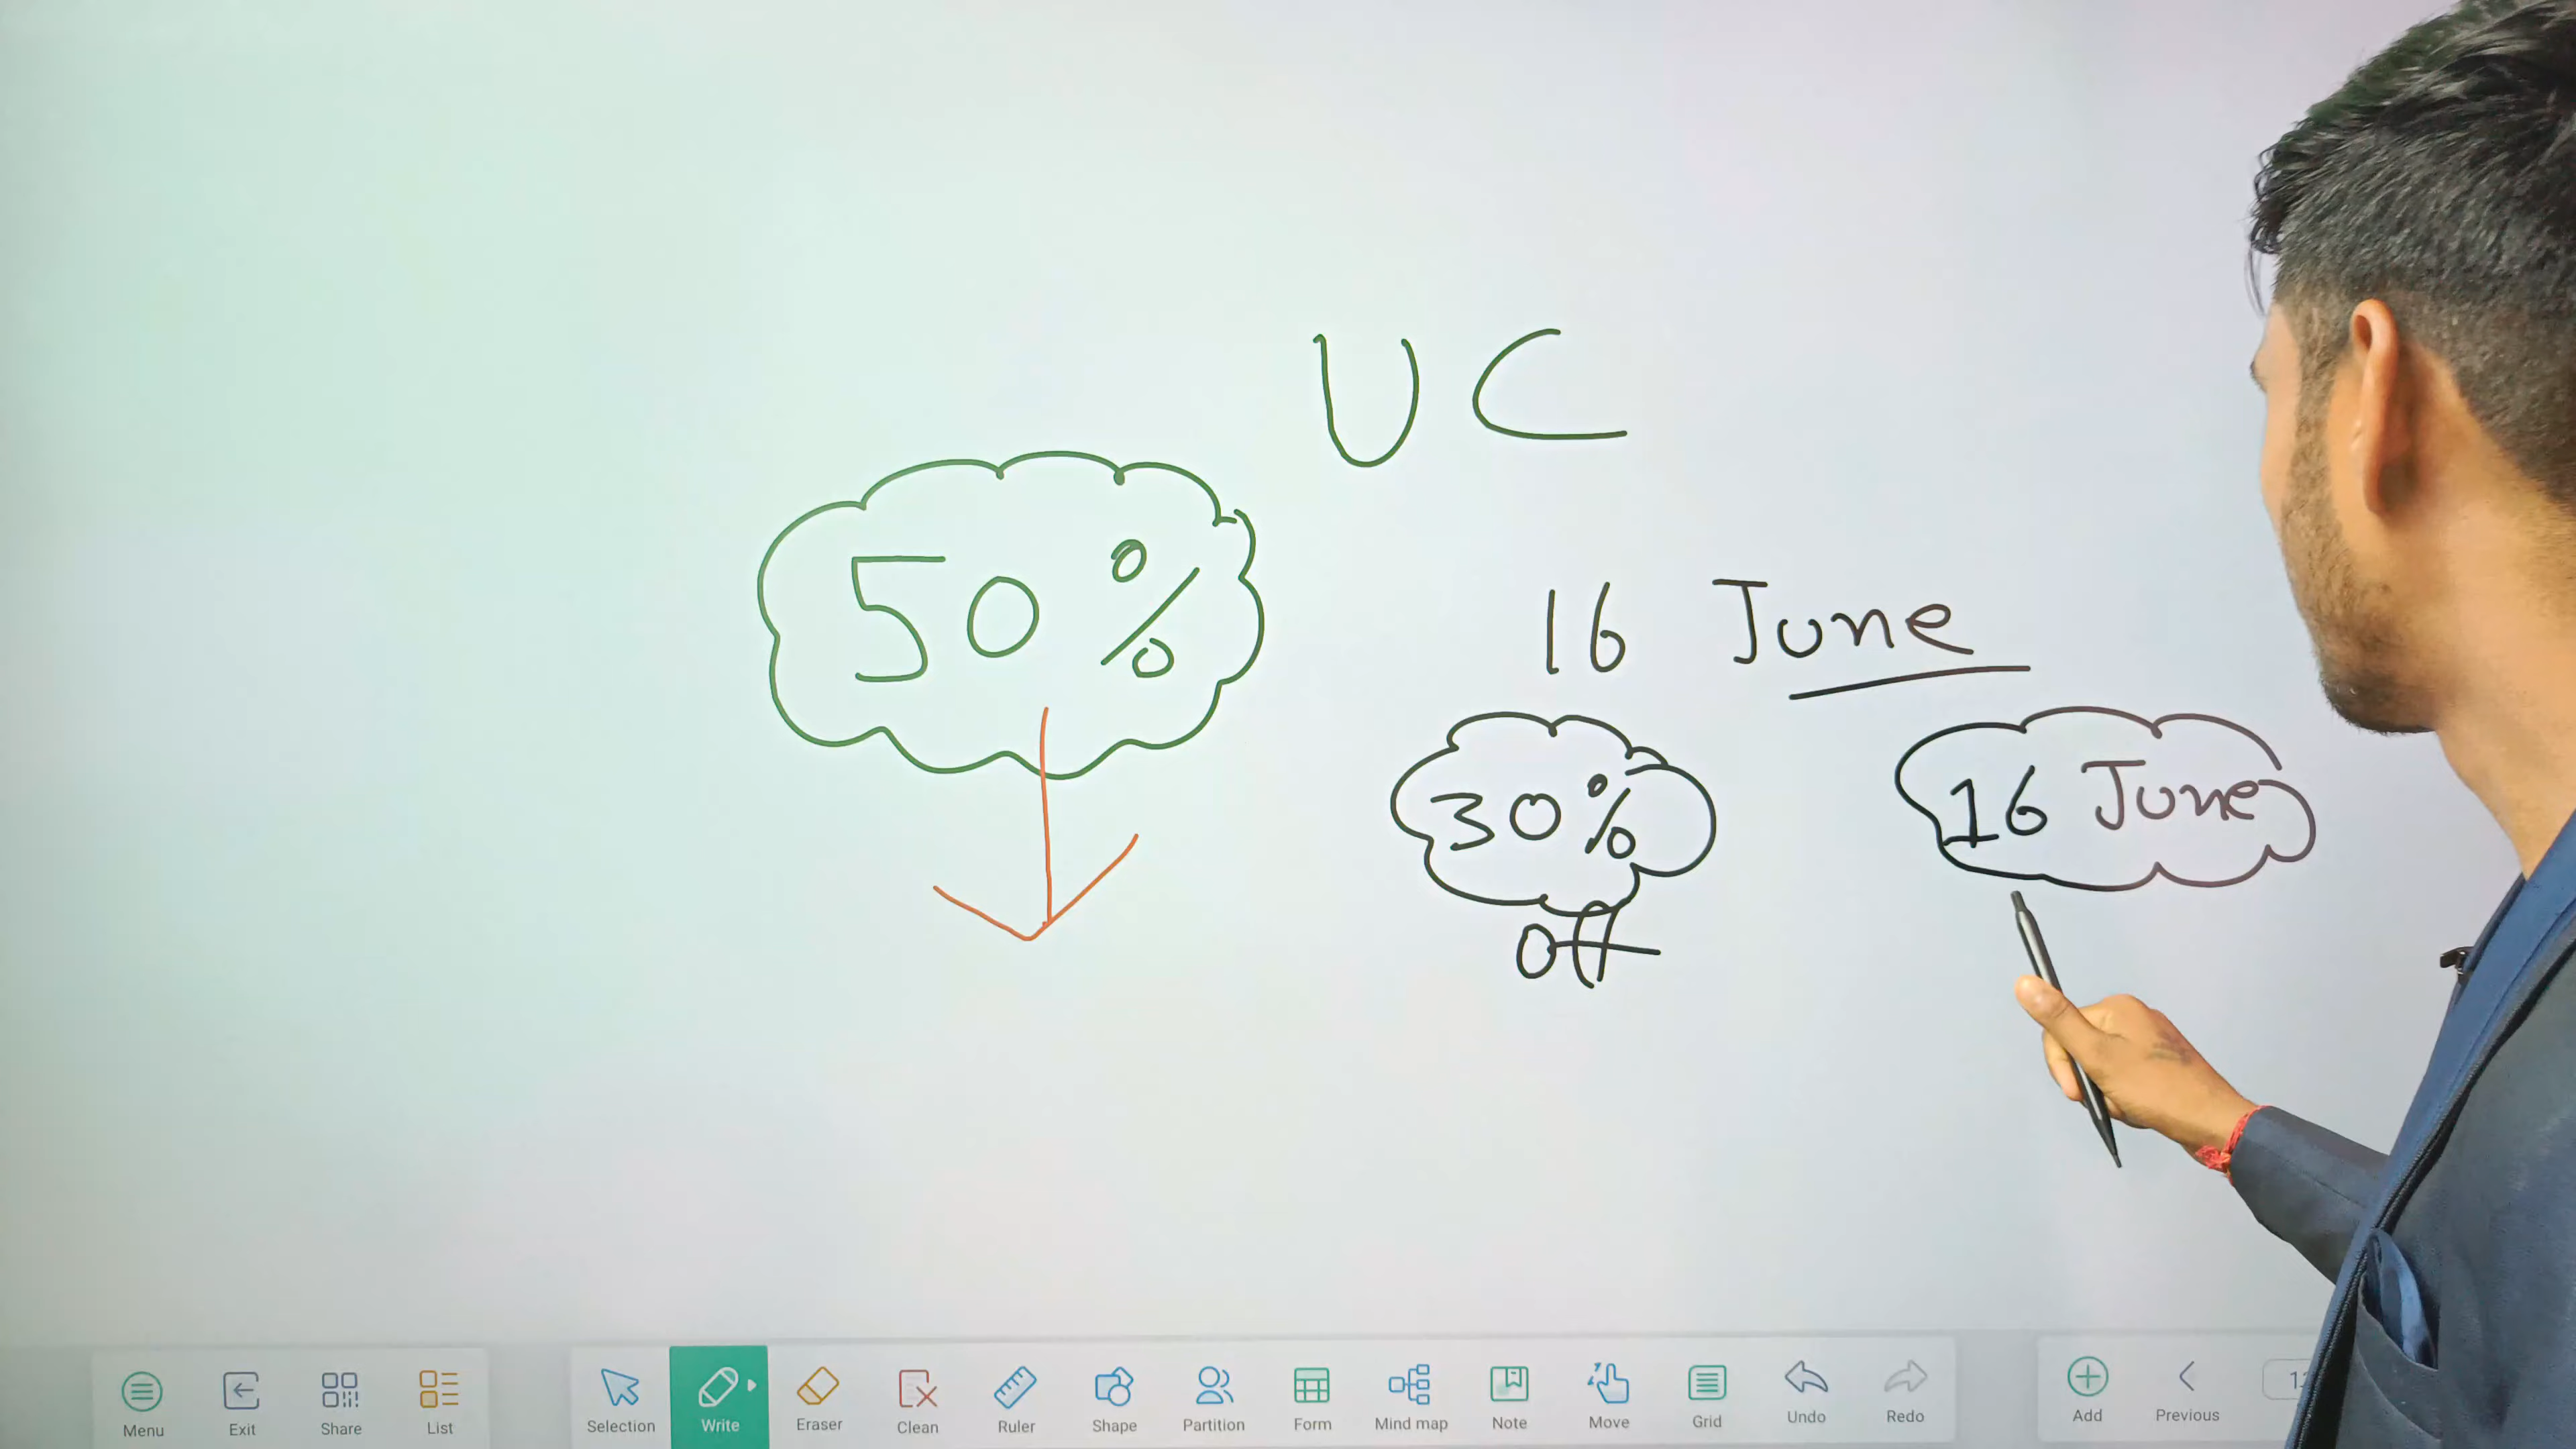 UC
50%
16 June
30%
16 June
off
Menu Exit Share List Selection Write Eraser Clean Ruler Shape Partition Form Mind map Note Move Grid Undo Redo Add Previous